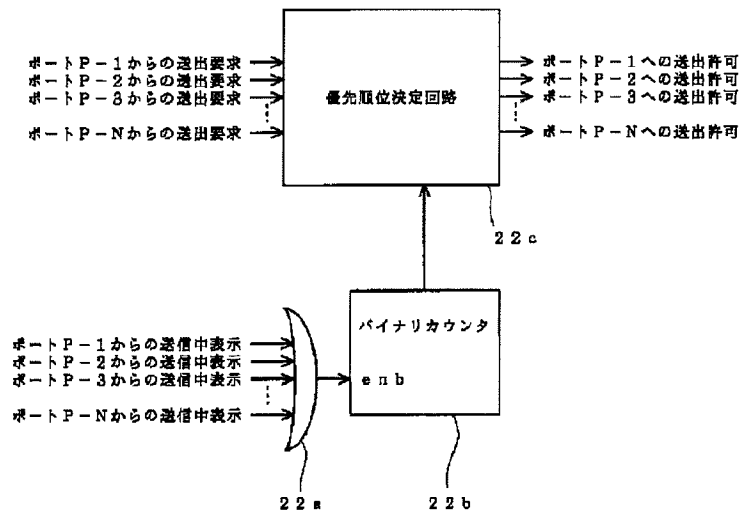 ポートP-1からの送出要求
ポートP-2からの送出要求
ポートP-3からの送出要求
ポートP-Nからの送出要求
優先順位決定回路
ポートP-1への送出許可
ポートP-2への送出許可
ポートP-3への送出許可
ポートP-Nへの送出許可
22c
ポートP-1からの送信中表示
ポートP-2からの送信中表示
ポートP-3からの送信中表示
ポートP-Nからの送信中表示
バイナリカウンタ
enb
22a
22b